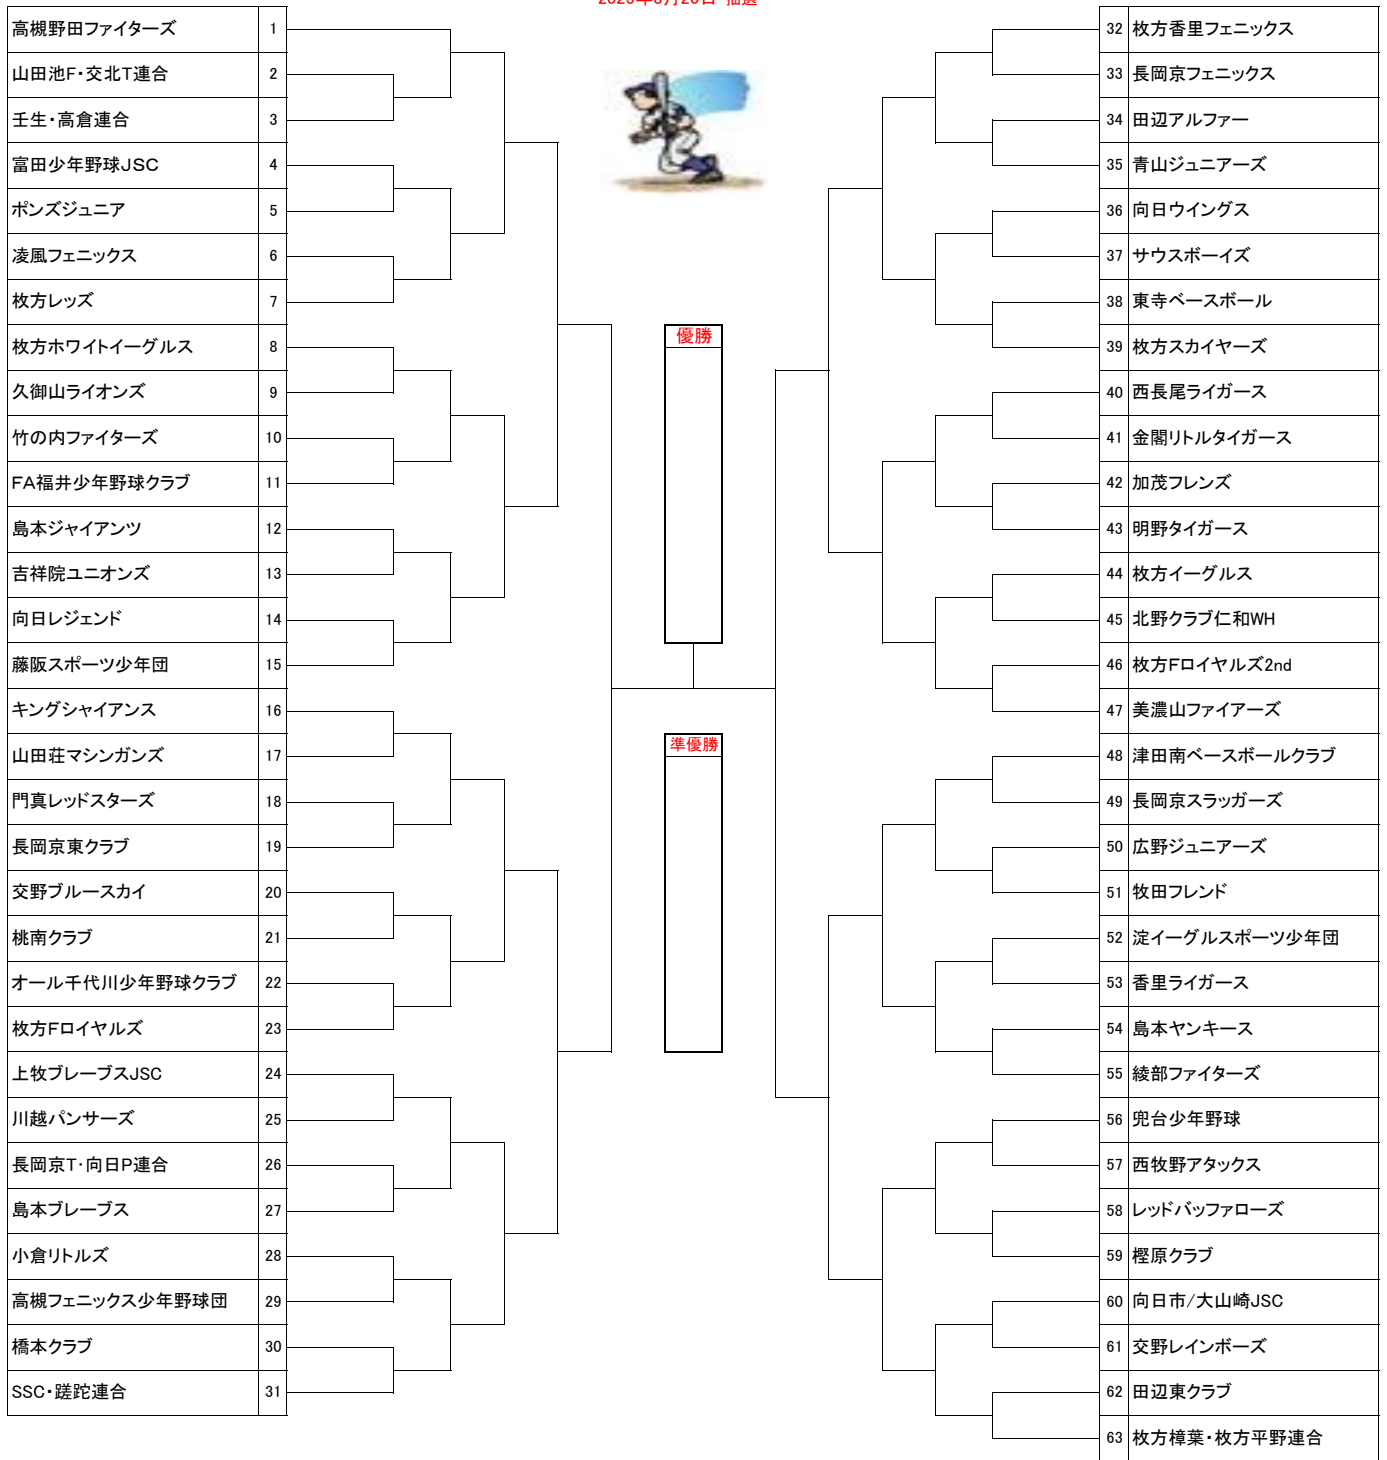 高槻野田ファイターズ 1
山田池F・交北T連合 2
壬生・高倉連合 3
富田少年野球JSC 4
ポンズジュニア 5
凌風フェニックス 6
枚方レッズ 7
枚方ホワイトイーグルス 8
久御山ライオンズ 9
竹の内ファイターズ 10
FA福井少年野球クラブ 11
島本ジャイアンツ 12
吉祥院ユニオンズ 13
向日レジェンド 14
藤阪スポーツ少年団 15
キングシャイアンス 16
山田荘マシンガンズ 17
門真レッドスターズ 18
長岡京東クラブ 19
交野ブルースカイ 20
桃南クラブ 21
オール千代川少年野球クラブ 22
枚方Fロイヤルズ 23
上牧ブレーブスJSC 24
川越パンサーズ 25
長岡京T・向日P連合 26
島本ブレーブス 27
小倉リトルズ 28
高槻フェニックス少年野球団 29
橋本クラブ 30
SSC・蹉跎連合 31
優勝
準優勝
32 枚方香里フェニックス
33 長岡京フェニックス
34 田辺アルファー
35 青山ジュニアーズ
36 向日ウイングス
37 サウスボーイズ
38 東寺ベースボール
39 枚方スカイヤーズ
40 西長尾ライガース
41 金閣リトルタイガース
42 加茂フレンズ
43 明野タイガース
44 枚方イーグルス
45 北野クラブ仁和WH
46 枚方Fロイヤルズ2nd
47 美濃山ファイアーズ
48 津田南ベースボールクラブ
49 長岡京スラッガーズ
50 広野ジュニアーズ
51 牧田フレンド
52 淀イーグルスポーツ少年団
53 香里ライガース
54 島本ヤンキース
55 綾部ファイターズ
56 兜台少年野球
57 西牧野アタックス
58 レッドバッファローズ
59 樫原クラブ
60 向日市/大山崎JSC
61 交野レインボーズ
62 田辺東クラブ
63 枚方樟葉・枚方平野連合